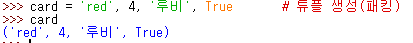 >>> card = 'red', 4, '루비', True      # 튜플 생성(패킹)
>>> card
('red', 4, '루비', True)